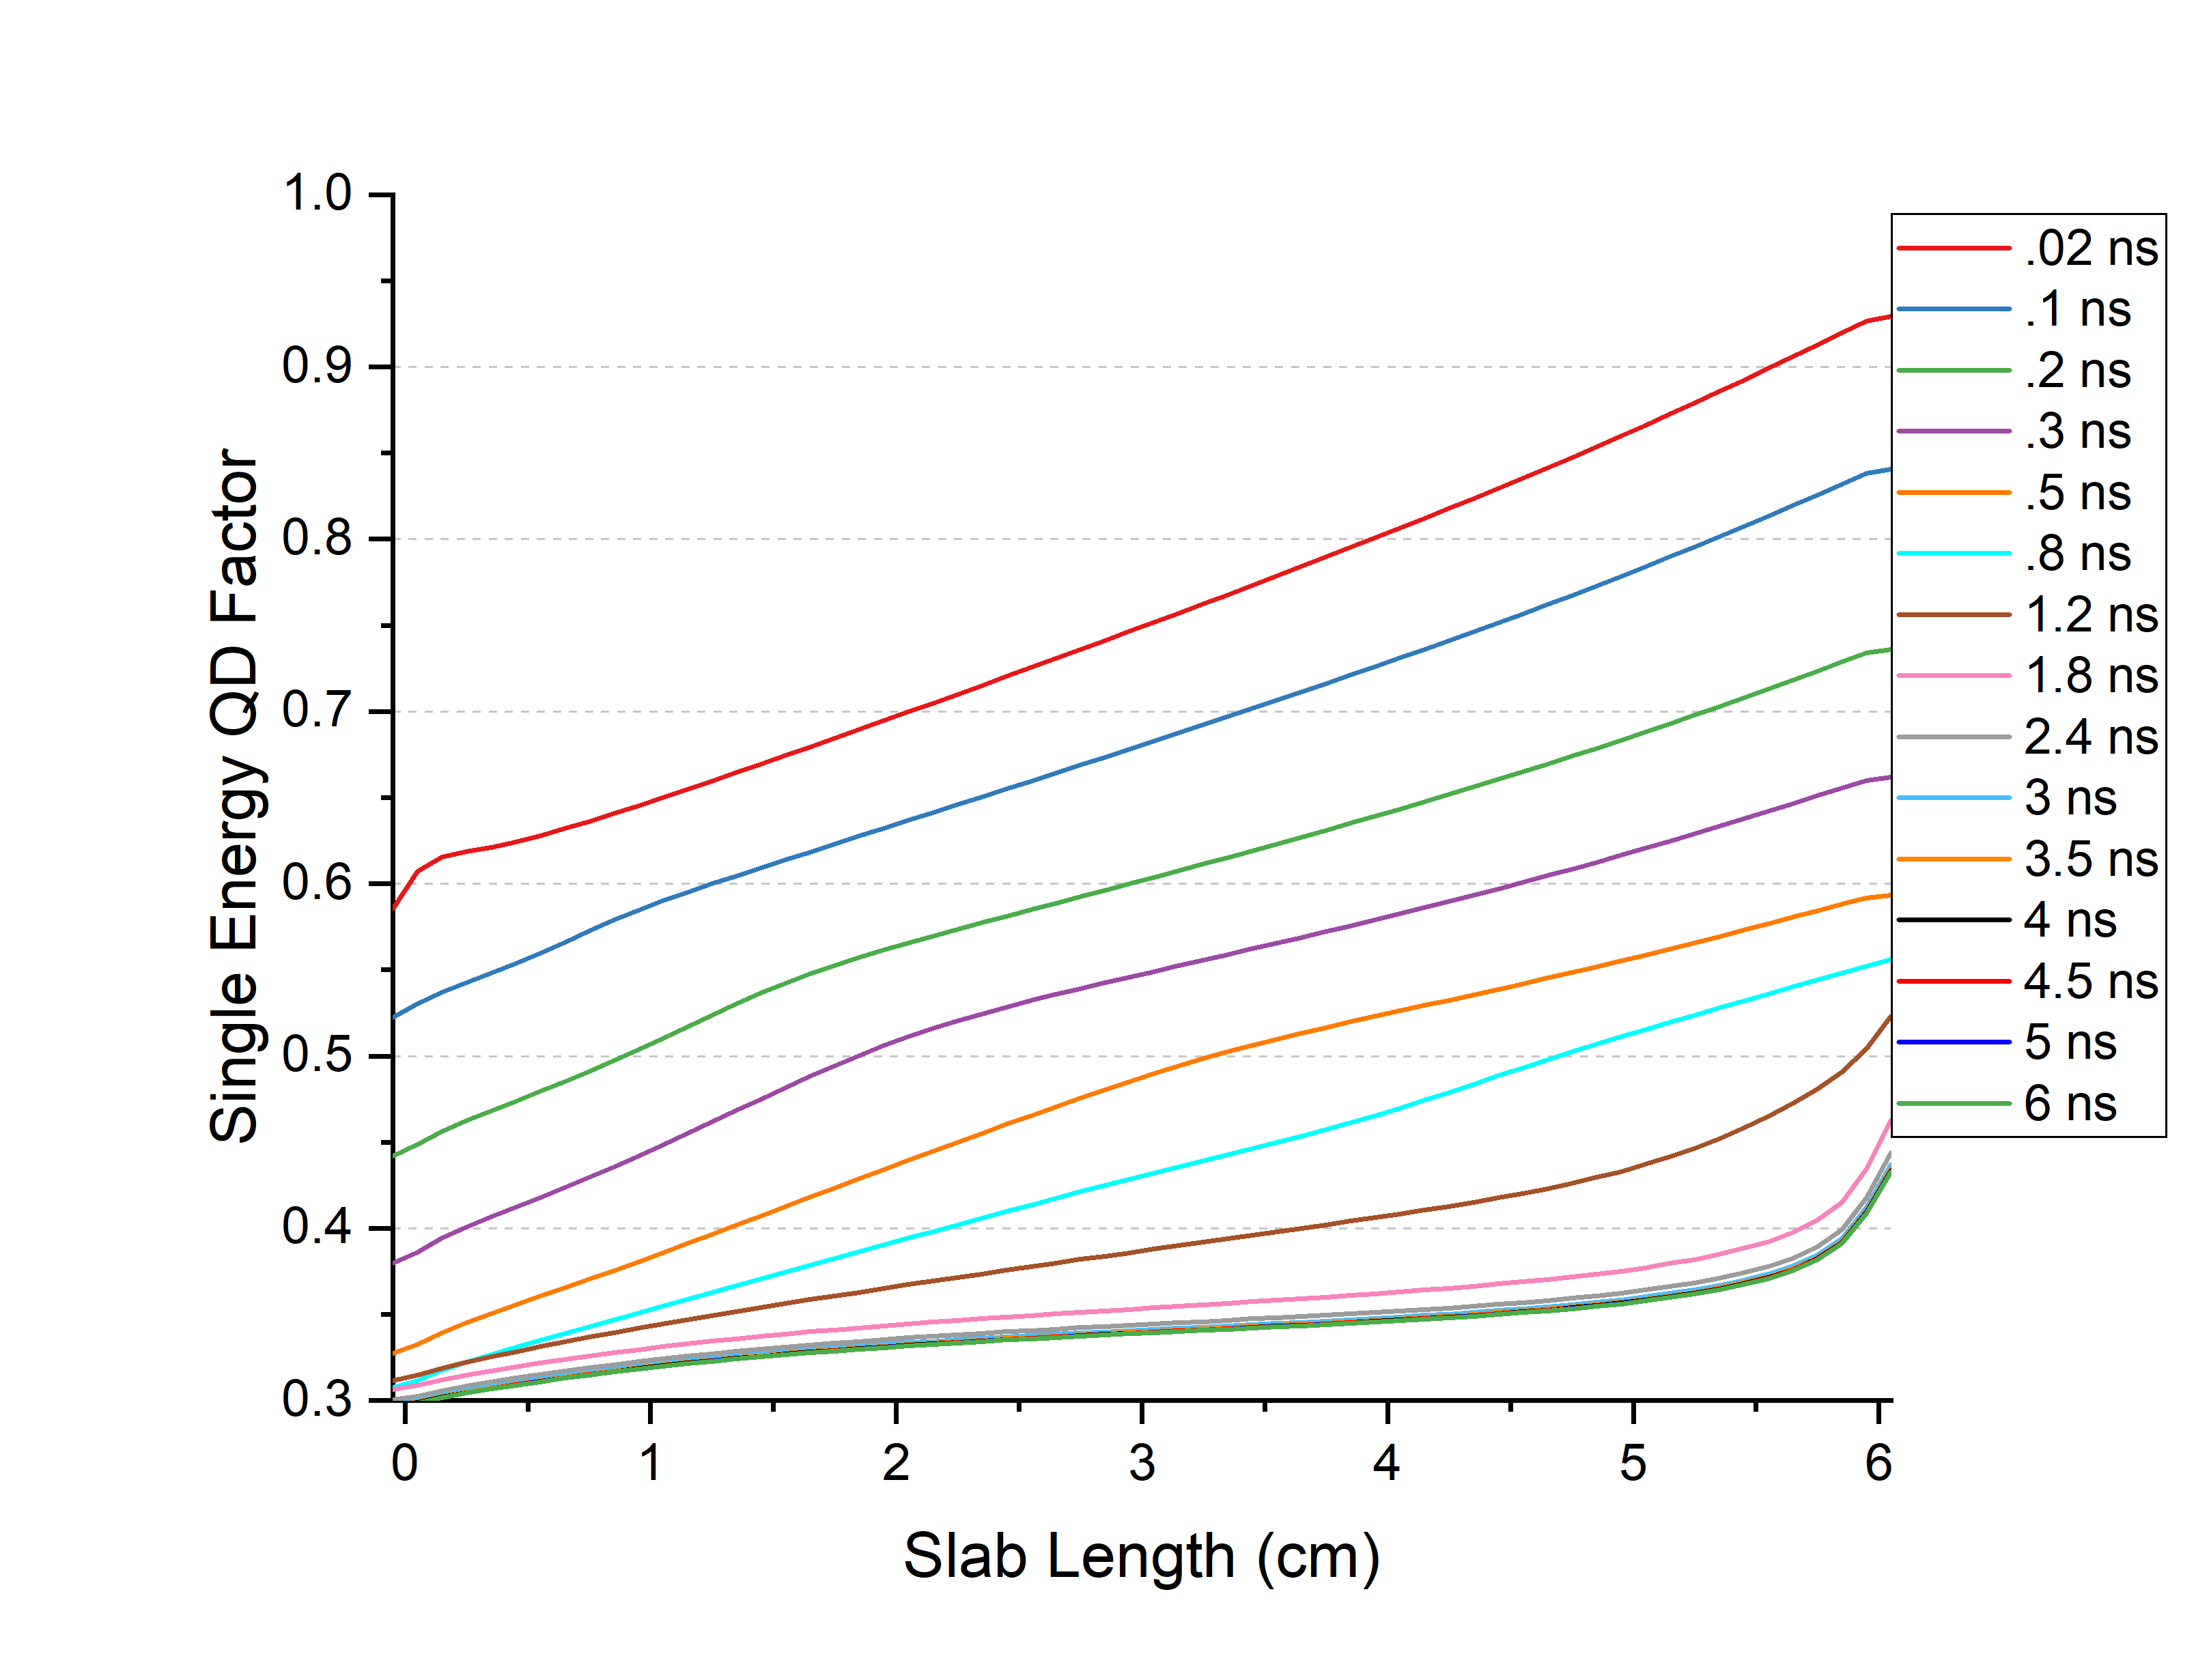 1.0
0.9
0.8
0.7
0.6
0.5
0.4
0.3
Single Energy QD Factor
0 1 2 3 4 5 6
Slab Length (cm)
.02 ns
.1 ns
.2 ns
.3 ns
.5 ns
.8 ns
1.2 ns
1.8 ns
2.4 ns
3 ns
3.5 ns
4 ns
4.5 ns
5 ns
6 ns